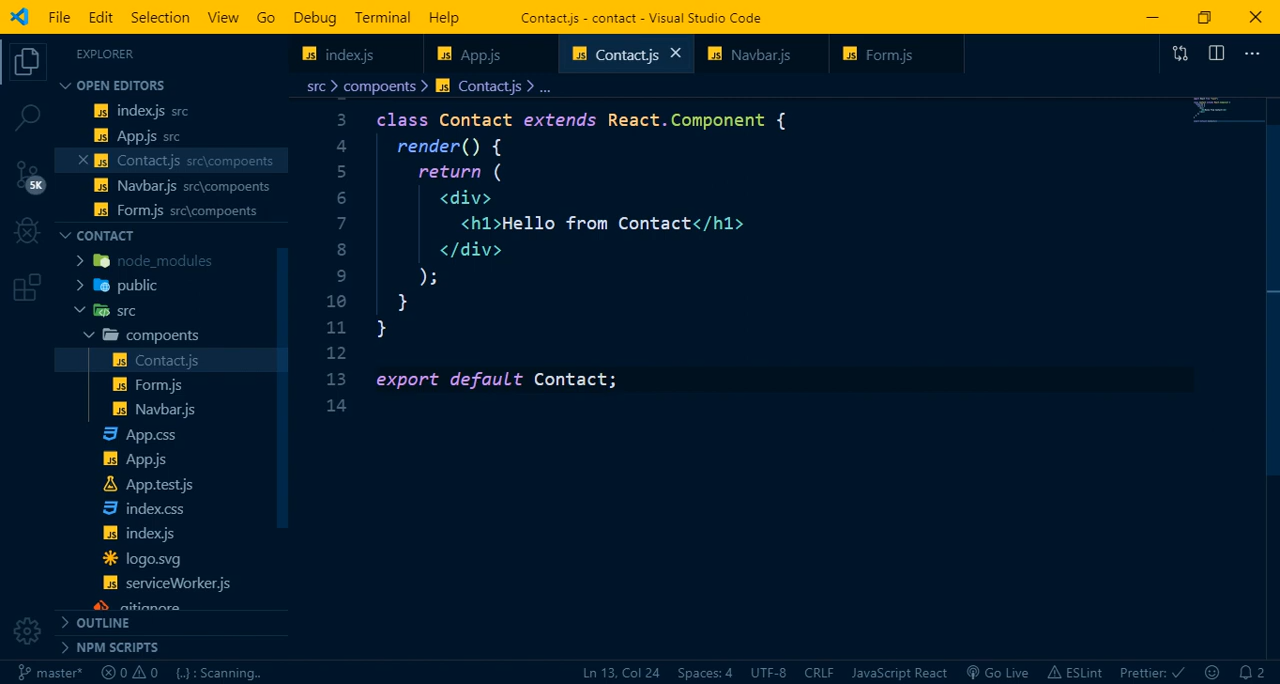 File Edit Selection View Go Debug Terminal Help Contact.js - contact - Visual Studio Code
EXPLORER
index.js App.js Contact.js Navbar.js Form.js
OPEN EDITORS
index.js src
App.js src
Contact.js src\compoents
Navbar.js src\compoents
Form.js src\compoents
5K
CONTACT
node_modules
public
src
compoents
Contact.js
Form.js
Navbar.js
App.css
App.js
App.test.js
index.css
index.js
logo.svg
serviceWorker.js
.gitignore
OUTLINE
NPM SCRIPTS
src > compoents > JS Contact.js > ...
3 class Contact extends React.Component {
4 render() {
5 return (
6 <div>
7 <h1>Hello from Contact</h1>
8 </div>
9 );
10 }
11 }
12
13 export default Contact;
14
master* 0 0 {..} : Scanning.. Ln 13, Col 24 Spaces: 4 UTF-8 CRLF JavaScript React Go Live ESLint Prettier: ✓ 2